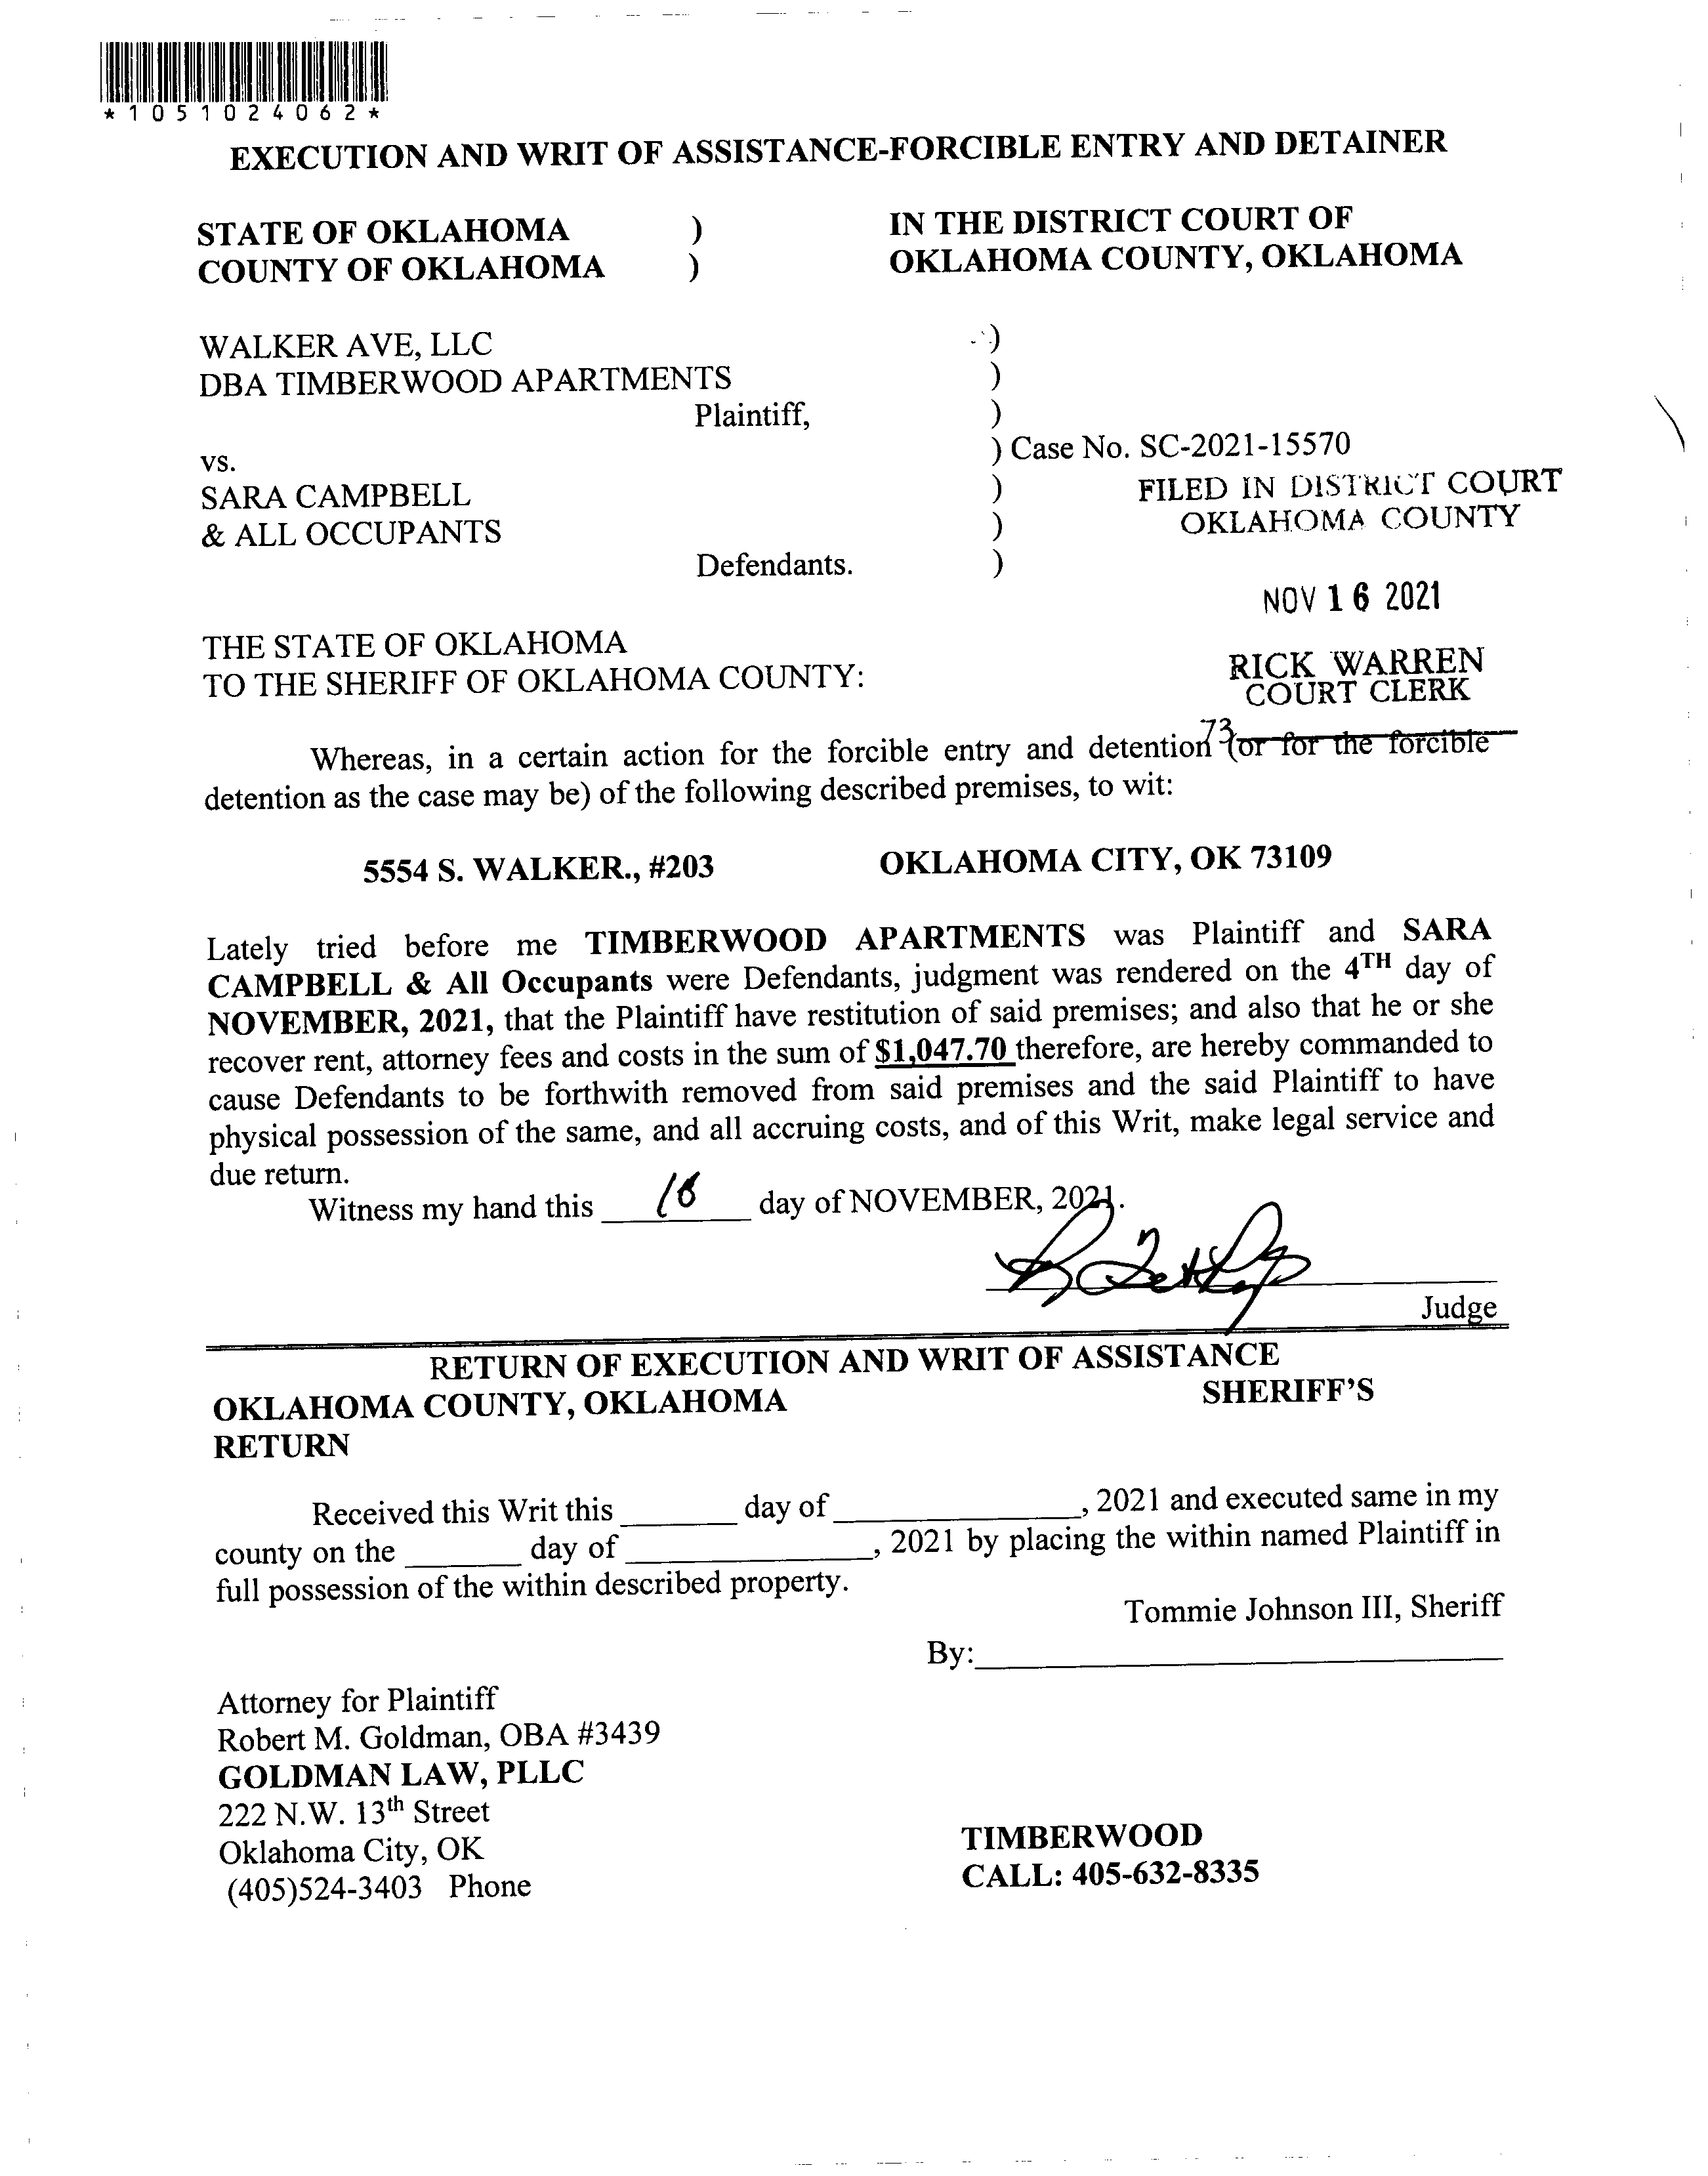 *1051024062*
EXECUTION AND WRIT OF ASSISTANCE-FORCIBLE ENTRY AND DETAINER
STATE OF OKLAHOMA ) IN THE DISTRICT COURT OF
COUNTY OF OKLAHOMA ) OKLAHOMA COUNTY, OKLAHOMA
WALKER AVE, LLC )
DBA TIMBERWOOD APARTMENTS )
Plaintiff, )
vs. ) Case No. SC-2021-15570
SARA CAMPBELL ) FILED IN DISTRICT COURT
& ALL OCCUPANTS ) OKLAHOMA COUNTY
Defendants. )
NOV 16 2021
THE STATE OF OKLAHOMA
TO THE SHERIFF OF OKLAHOMA COUNTY:
RICK WARREN
COURT CLERK
73
Whereas, in a certain action for the forcible entry and detention (or for the forcible
detention as the case may be) of the following described premises, to wit:
5554 S. WALKER., #203 OKLAHOMA CITY, OK 73109
Lately tried before me TIMBERWOOD APARTMENTS was Plaintiff and SARA
CAMPBELL & All Occupants were Defendants, judgment was rendered on the 4TH day of
NOVEMBER, 2021, that the Plaintiff have restitution of said premises; and also that he or she
recover rent, attorney fees and costs in the sum of $1,047.70 therefore, are hereby commanded to
cause Defendants to be forthwith removed from said premises and the said Plaintiff to have
physical possession of the same, and all accruing costs, and of this Writ, make legal service and
due return.
Witness my hand this ______ day of NOVEMBER, 2021.
Judge
RETURN OF EXECUTION AND WRIT OF ASSISTANCE
OKLAHOMA COUNTY, OKLAHOMA SHERIFF'S
RETURN
Received this Writ this _______ day of _______________, 2021 and executed same in my
county on the _______ day of _______________, 2021 by placing the within named Plaintiff in
full possession of the within described property.
Tommie Johnson III, Sheriff
By:________________________________
Attorney for Plaintiff
Robert M. Goldman, OBA #3439
GOLDMAN LAW, PLLC
222 N.W. 13th Street
Oklahoma City, OK
(405)524-3403 Phone
TIMBERWOOD
CALL: 405-632-8335